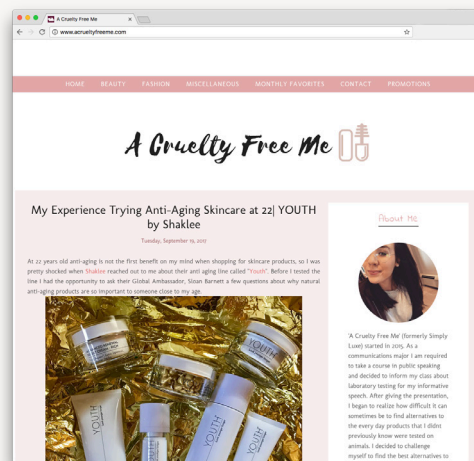 A Cruelty Free Me
www.acrueltyfreeme.com
HOME BEAUTY FASHION MISCELLANEOUS MONTHLY FAVORITES CONTACT PROMOTIONS
A Cruelty Free Me
My Experience Trying Anti-Aging Skincare at 22| YOUTH
by Shaklee
Tuesday, September 19, 2017
At 22 years old anti-aging is not the first benefit on my mind when shopping for skincare products, so I was
pretty shocked when Shaklee reached out to me about their anti aging line called "Youth". Before I tested the
line I had the opportunity to ask their Global Ambassador, Sloan Barnett a few questions about why natural
anti-aging products are so important to someone close to my age.
YOUTH
YOUTH
YOUTH
YOUTH
YOUTH
About Me
'A Cruelty Free Me' (formerly Simply
Luxe) started in 2015. As a
communications major I am required
to take a course in public speaking
and decided to inform my class about
laboratory testing for my informative
speech. After giving the presentation,
I began to realize how difficult it can
sometimes be to find alternatives to
the every day products that I didnt
previously know were tested on
animals. I decided to challenge
myself to find the best alternatives to